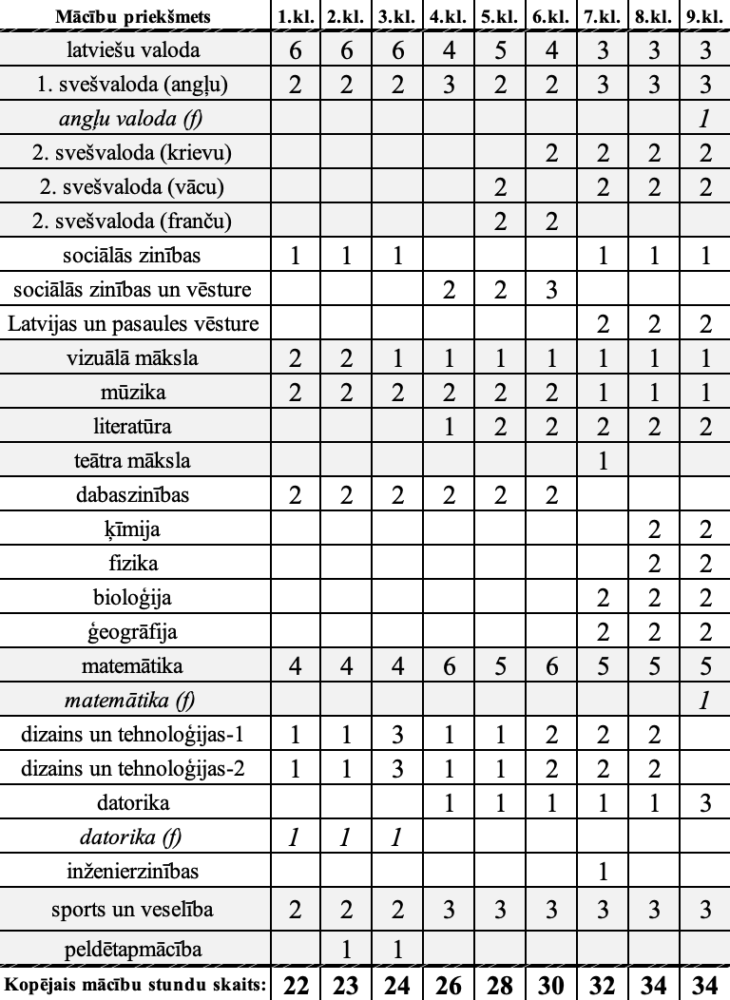 Mācību priekšmets 1.kl. 2.kl. 3.kl. 4.kl. 5.kl. 6.kl. 7.kl. 8.kl. 9.kl.
latviešu valoda 6 6 6 4 5 4 3 3 3
1. svešvaloda (angļu) 2 2 2 3 2 2 3 3 3
angļu valoda (f) 1
2. svešvaloda (krievu) 2 2 2 2
2. svešvaloda (vācu) 2 2 2 2
2. svešvaloda (franču) 2 2
sociālās zinības 1 1 1 1 1 1
sociālās zinības un vēsture 2 2 3
Latvijas un pasaules vēsture 2 2 2
vizuālā māksla 2 2 1 1 1 1 1 1 1
mūzika 2 2 2 2 2 2 1 1 1
literatūra 1 2 2 2 2 2
teātra māksla 1
dabaszinības 2 2 2 2 2 2
ķīmija 2 2
fizika 2 2
bioloģija 2 2 2
ģeogrāfija 2 2 2
matemātika 4 4 4 6 5 6 5 5 5
matemātika (f) 1
dizains un tehnoloģijas-1 1 1 3 1 1 2 2 2
dizains un tehnoloģijas-2 1 1 3 1 1 2 2 2
datorika 1 1 1 1 1 3
datorika (f) 1 1 1
inženierzinības 1
sports un veselība 2 2 2 3 3 3 3 3 3
peldētapmācība 1 1
Kopējais mācību stundu skaits: 22 23 24 26 28 30 32 34 34